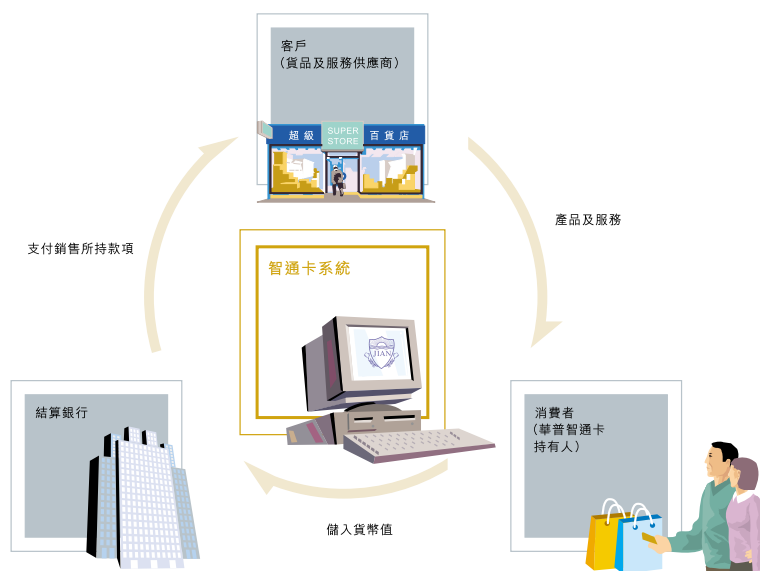 客戶
（貨品及服務供應商）
超級
SUPER
STORE
百貨店
產品及服務
支付銷售所持款項
智通卡系統
JIAN
結算銀行
消費者
（華普智通卡
持有人）
儲入貨幣值